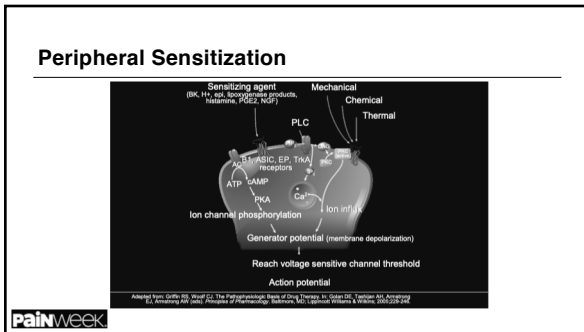 Peripheral Sensitization
Sensitizing agent
(BK, H+, epi, lipoxygenase products,
histamine, PGE2, NGF)
Mechanical
Chemical
Thermal
PLC
AC
B1, ASIC, EP, TrkA
receptors
ATP
cAMP
PKC
PKA
Ca²⁺
Ion channel phosphorylation
Ion influx
Generator potential (membrane depolarization)
Reach voltage sensitive channel threshold
Action potential
Adapted from: Griffin RS, Woolf CJ. The Pathophysiologic Basis of Drug Therapy. In: Golan DE, Tashjian AH, Armstrong
EJ, Armstrong AW (eds). Principles of Pharmacology. Baltimore, MD; Lippincott Williams & Wilkins; 2005;229-246.
PainWeek.